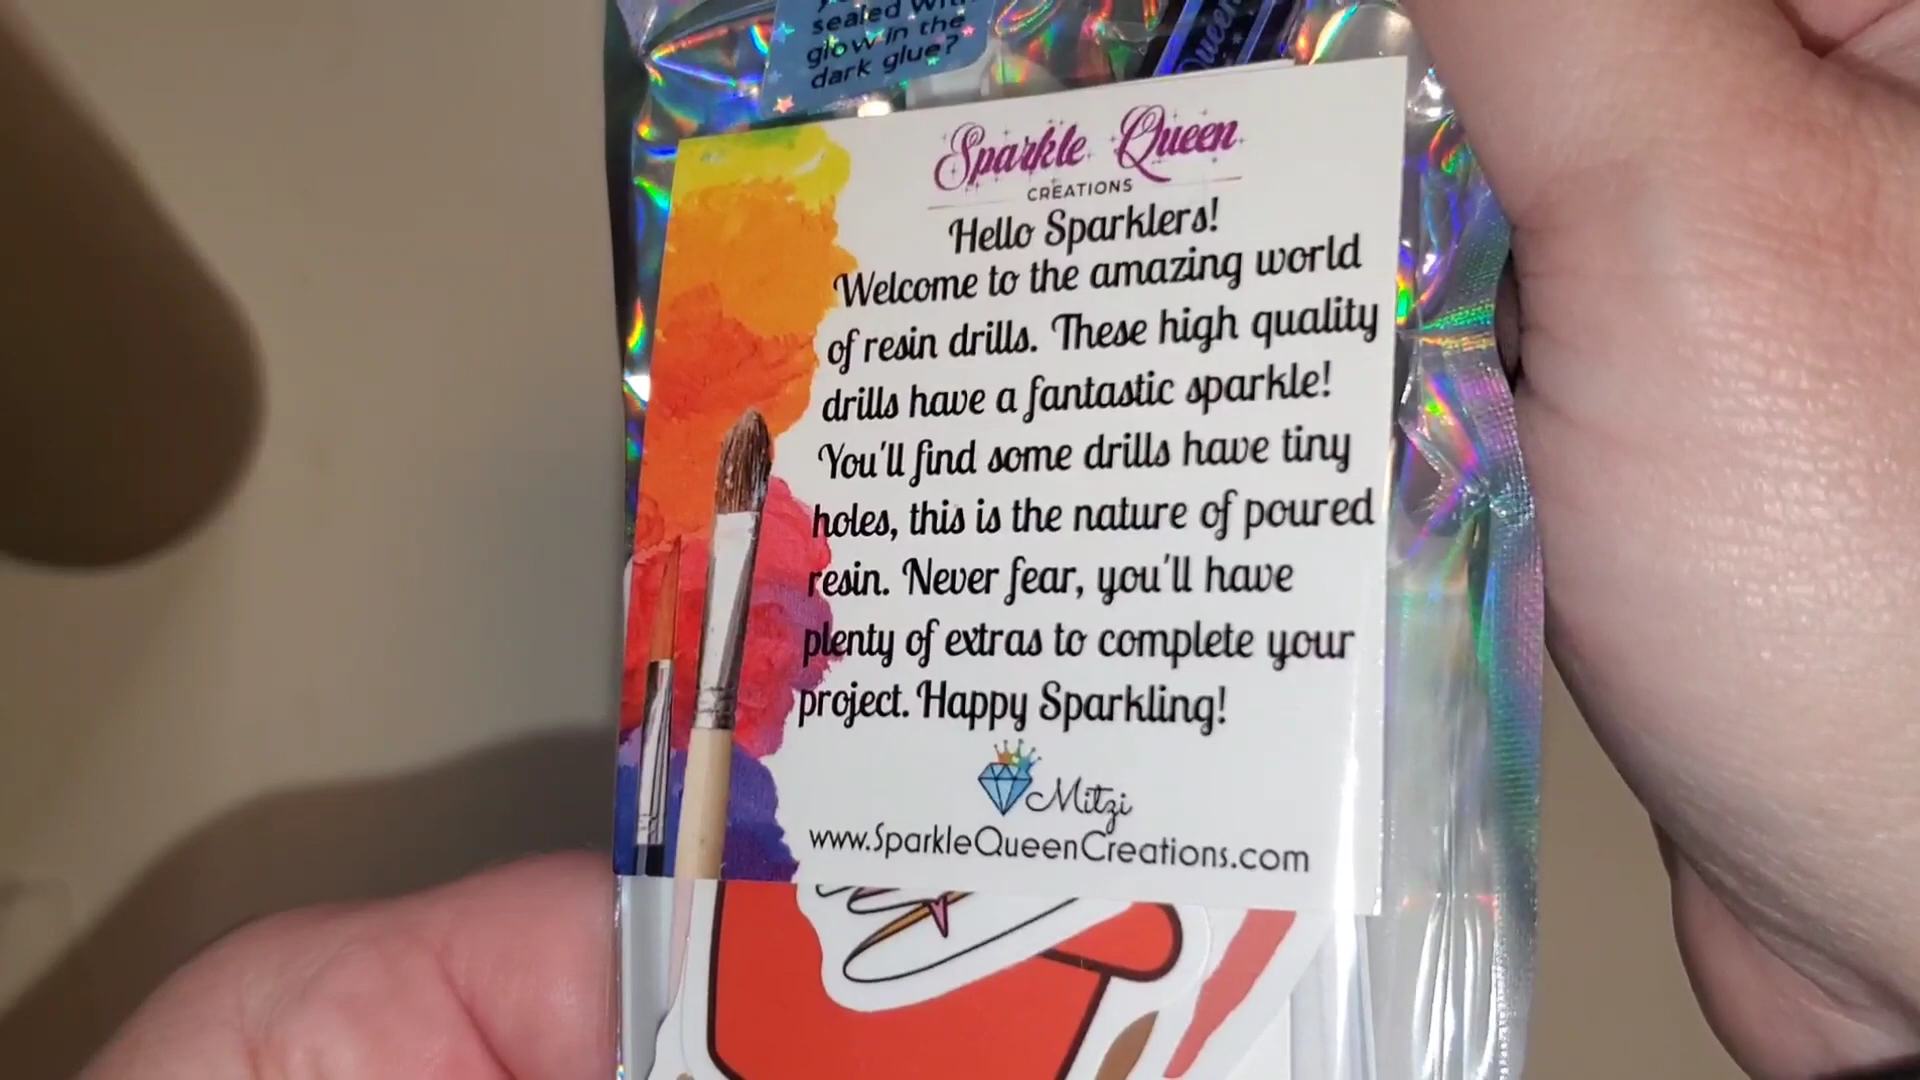 sealed with
glow in the
dark glue?
Queen
Sparkle Queen
CREATIONS
Hello Sparklers!
Welcome to the amazing world
of resin drills. These high quality
drills have a fantastic sparkle!
You'll find some drills have tiny
holes, this is the nature of poured
resin. Never fear, you'll have
plenty of extras to complete your
project. Happy Sparkling!
Mitzi
www.SparkleQueenCreations.com